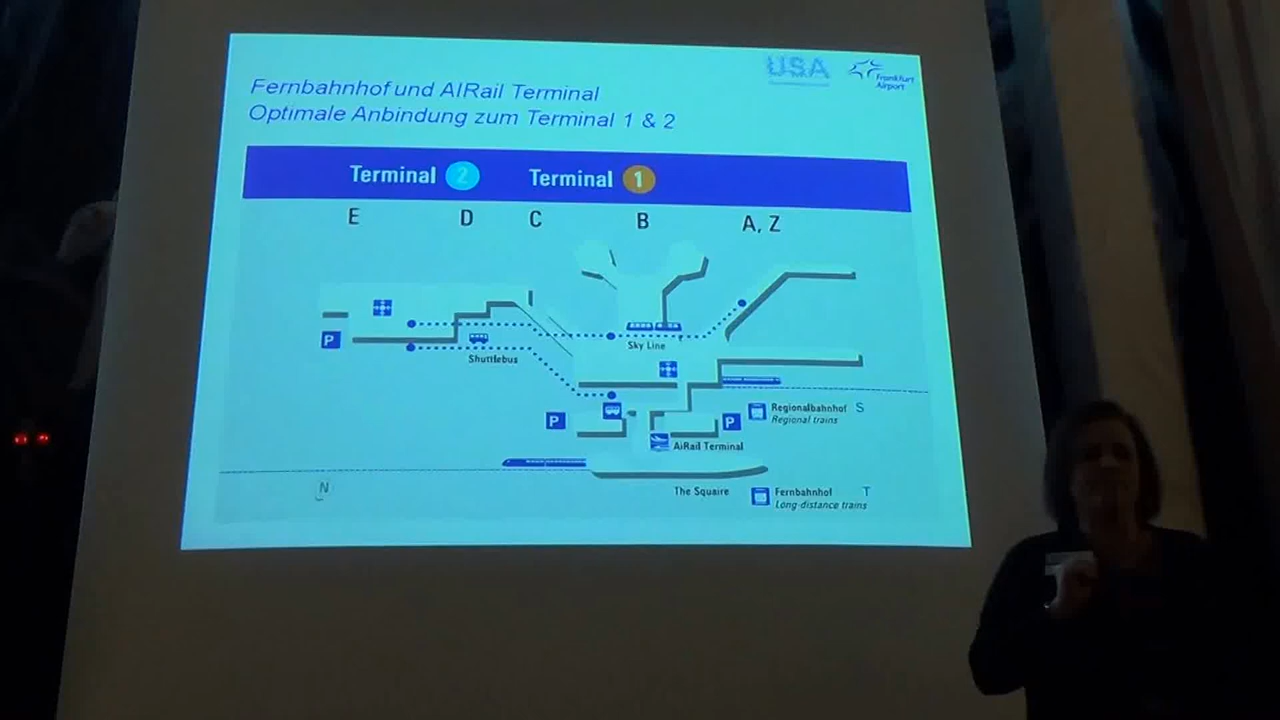 USA
Frankfurt
Airport
Fernbahnhof und AIRail Terminal
Optimale Anbindung zum Terminal 1 & 2
Terminal 2 Terminal 1
E D C B A, Z
P
Sky Line
Shuttlebus
P
P
Regionalbahnhof S
Regional trains
AiRail Terminal
N
The Squaire
Fernbahnhof T
Long-distance trains